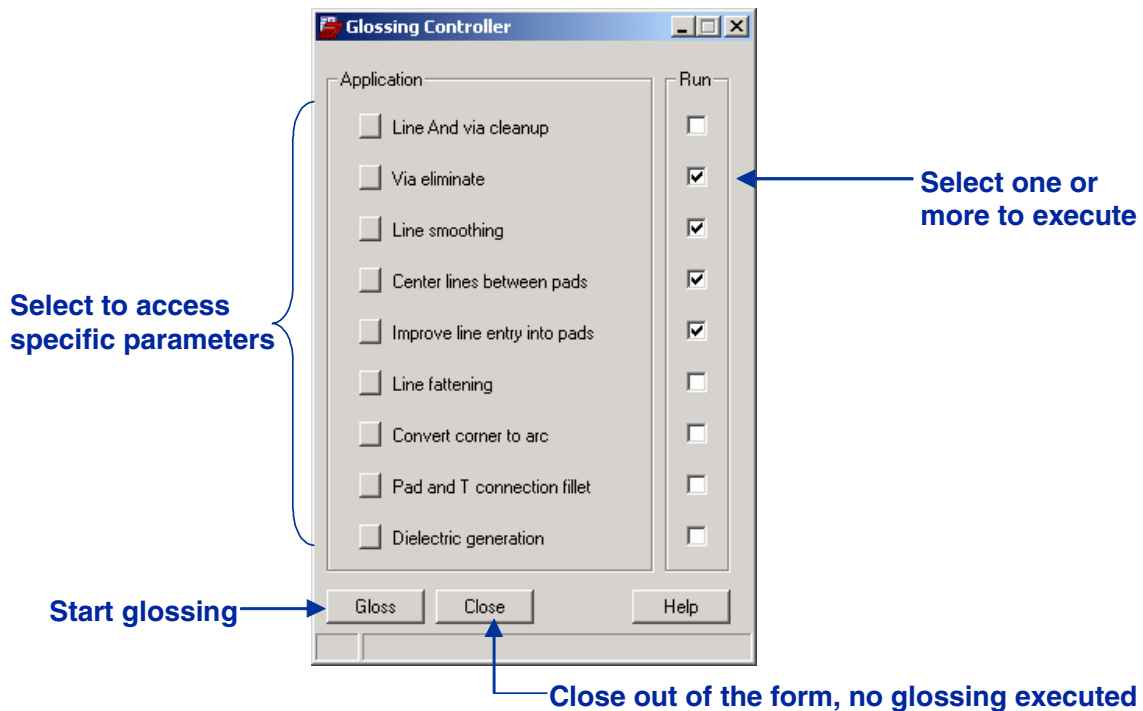 Glossing Controller
Application
Run
Line And via cleanup
Via eliminate
Line smoothing
Center lines between pads
Improve line entry into pads
Line fattening
Convert corner to arc
Pad and T connection fillet
Dielectric generation
Select one or
more to execute
Select to access
specific parameters
Start glossing
Gloss
Close
Help
Close out of the form, no glossing executed